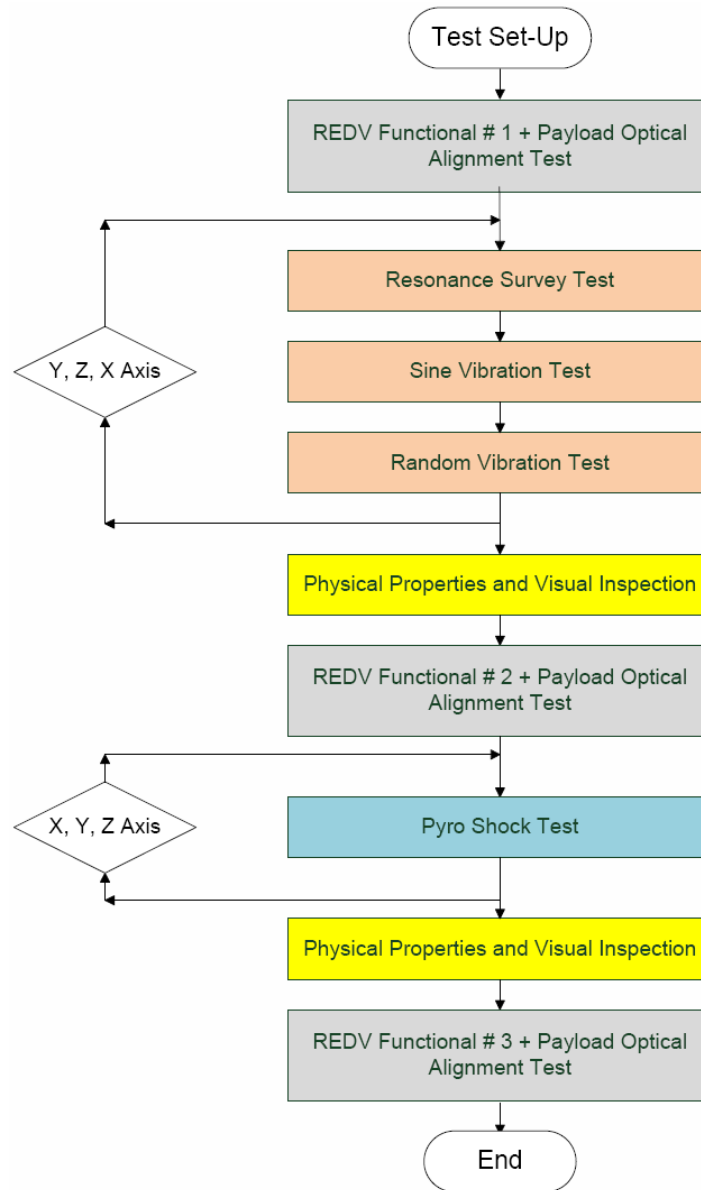 Test Set-Up
REDV Functional # 1 + Payload Optical
Alignment Test
Resonance Survey Test
Y, Z, X Axis
Sine Vibration Test
Random Vibration Test
Physical Properties and Visual Inspection
REDV Functional # 2 + Payload Optical
Alignment Test
X, Y, Z Axis
Pyro Shock Test
Physical Properties and Visual Inspection
REDV Functional # 3 + Payload Optical
Alignment Test
End